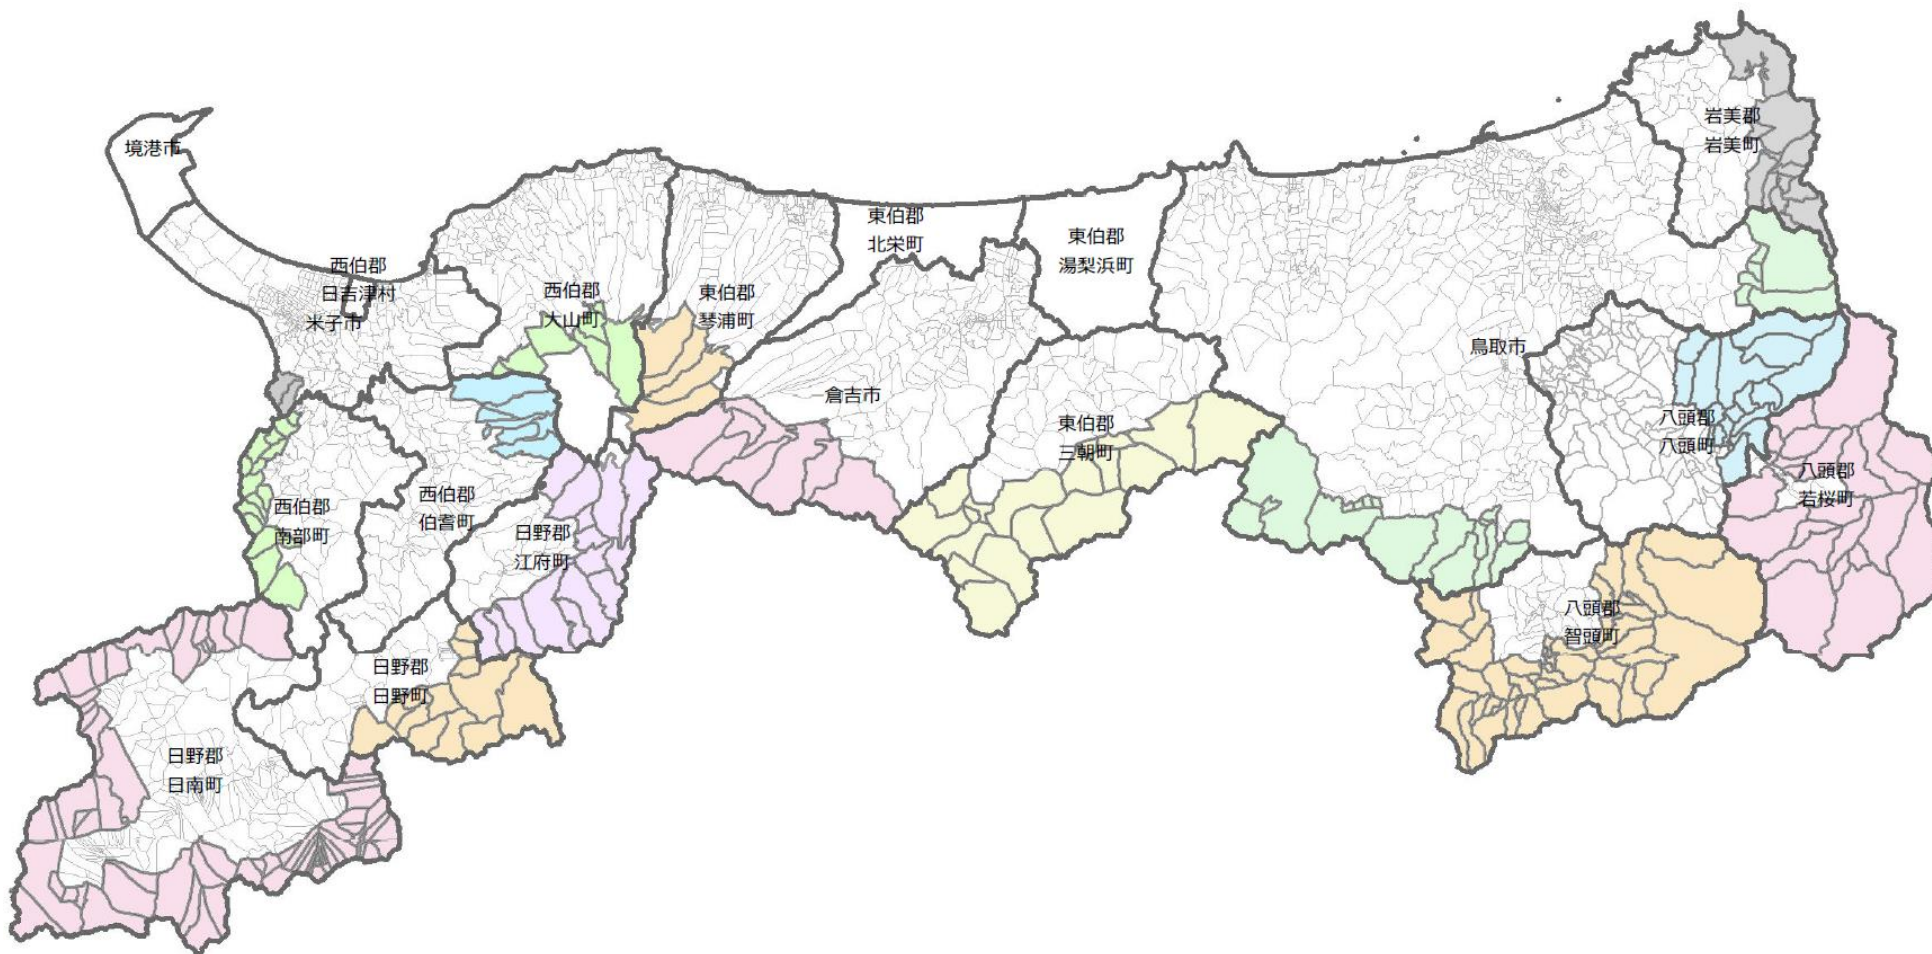 境港市
西伯郡
日吉津村
米子市
西伯郡
大山町
東伯郡
琴浦町
東伯郡
北栄町
東伯郡
湯梨浜町
岩美郡
岩美町
鳥取市
倉吉市
東伯郡
三朝町
八頭郡
八頭町
八頭郡
若桜町
西伯郡
南部町
西伯郡
伯耆町
日野郡
江府町
八頭郡
智頭町
日野郡
日野町
日野郡
日南町